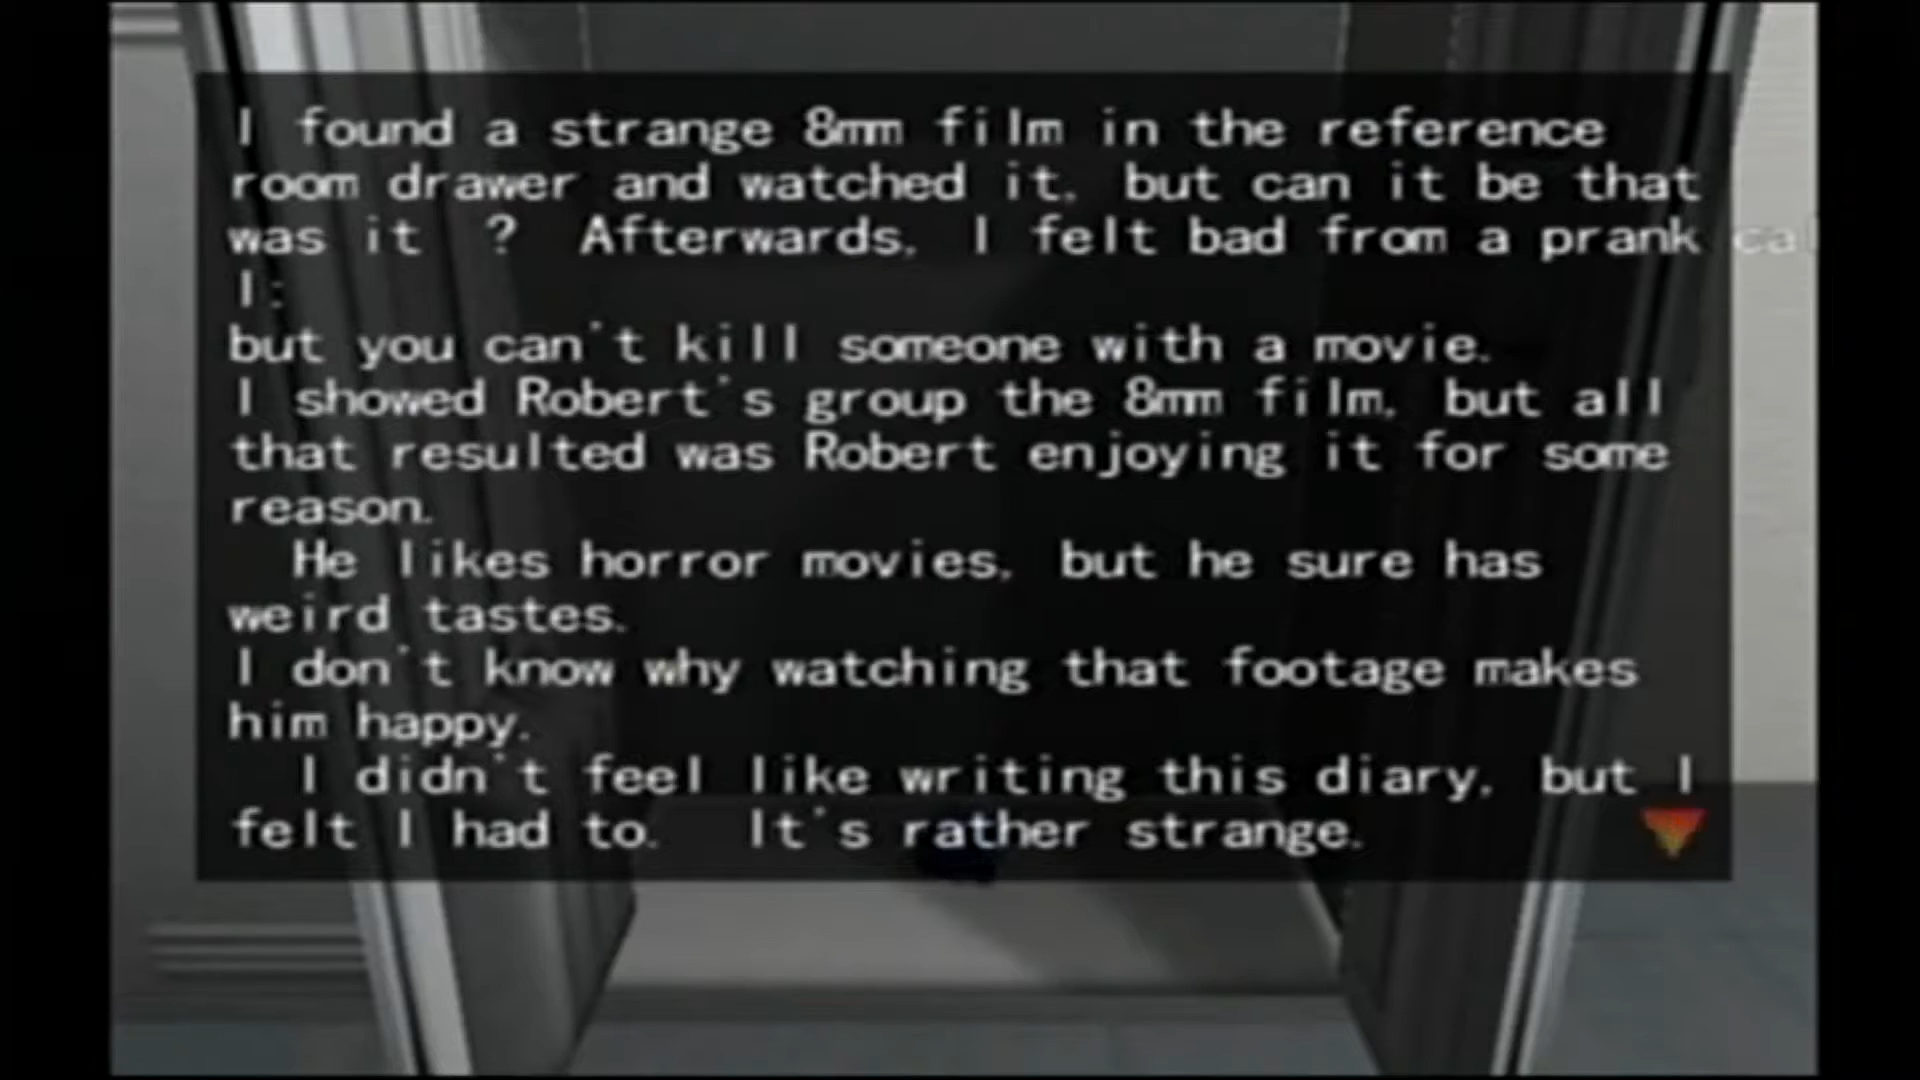 I found a strange 8mm film in the reference
room drawer and watched it, but can it be that
was it ? Afterwards, I felt bad from a prank cal
l:
but you can't kill someone with a movie.
I showed Robert's group the 8mm film, but all
that resulted was Robert enjoying it for some
reason.
He likes horror movies, but he sure has
weird tastes.
I don't know why watching that footage makes
him happy.
I didn't feel like writing this diary, but I
felt I had to. It's rather strange.